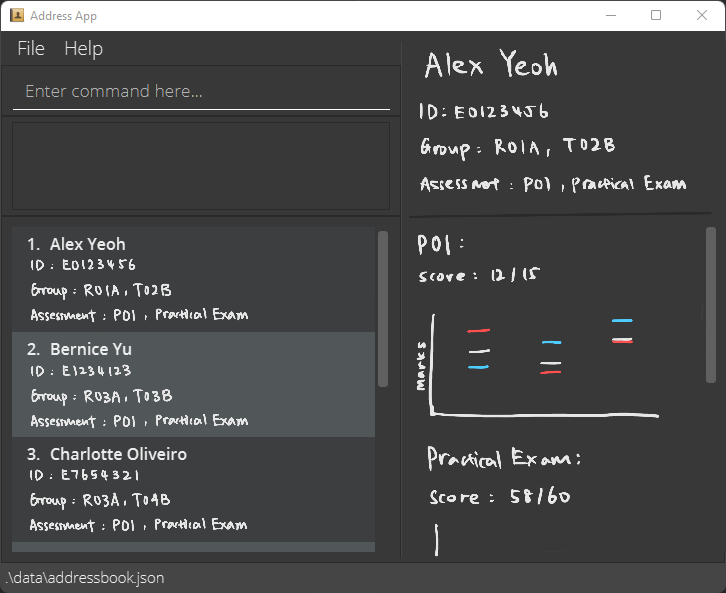 Address App
File Help
Enter command here...
1. Alex Yeoh
ID : E0123456
Group : R01A, T02B
Assessment : P01 , Practical Exam
2. Bernice Yu
ID : E1234123
Group : R03A, T03B
Assessment : P01 , Practical Exam
3. Charlotte Oliveiro
ID : E7654321
Group : R03A, T04B
Assessment : P01 , Practical Exam
Alex Yeoh
ID: E0123456
Group : R01A, T02B
Assessment : P01 , Practical Exam
P01 :
Score : 12/15
Marks
Practical Exam:
Score : 58/60
.\data\addressbook.json